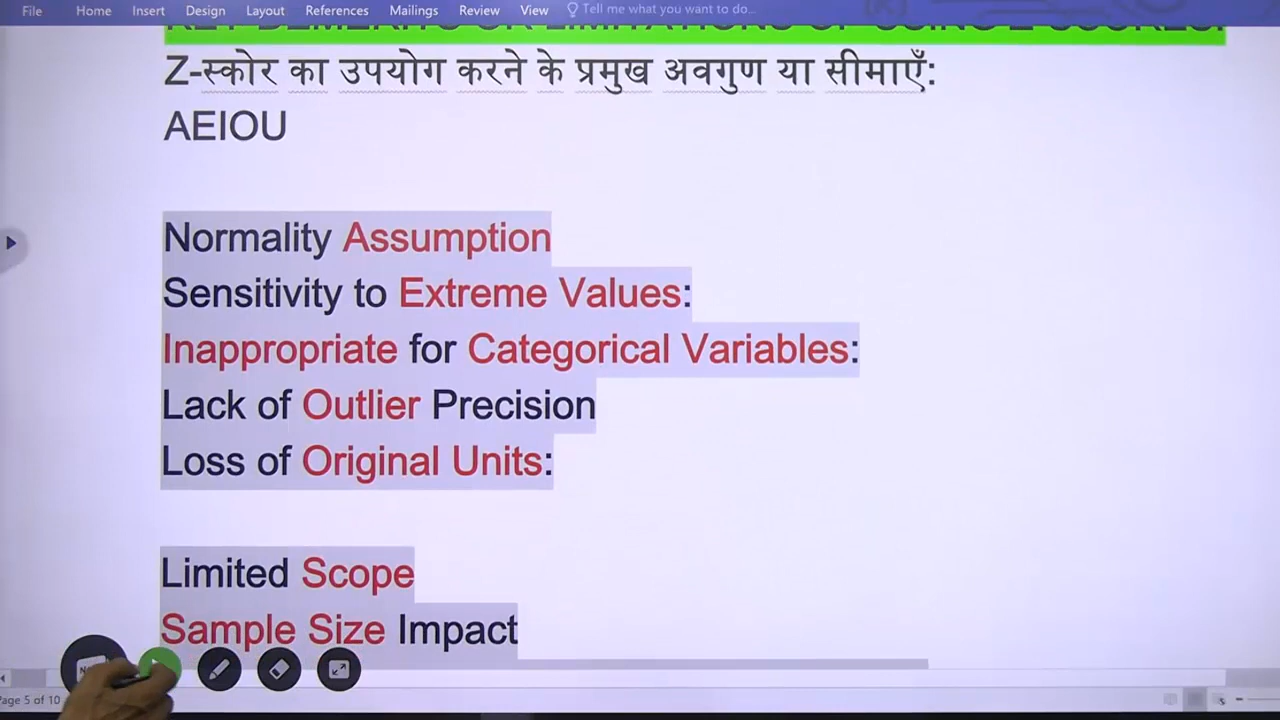 File Home Insert Design Layout References Mailings Review View Tell me what you want to do...
Z-स्कोर का उपयोग करने के प्रमुख अवगुण या सीमाएँ:
AEIOU
Normality Assumption
Sensitivity to Extreme Values:
Inappropriate for Categorical Variables:
Lack of Outlier Precision
Loss of Original Units:
Limited Scope
Sample Size Impact
Page 5 of 10